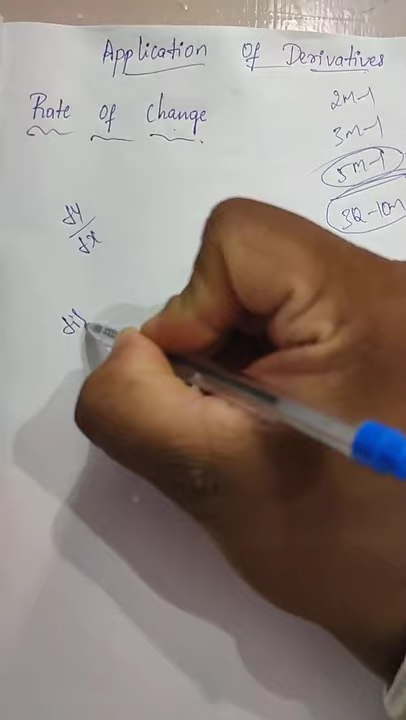 Application Of Derivatives
Rate Of Change
2M-1
3M-1
5M-1
3Q-10M
dy/dx